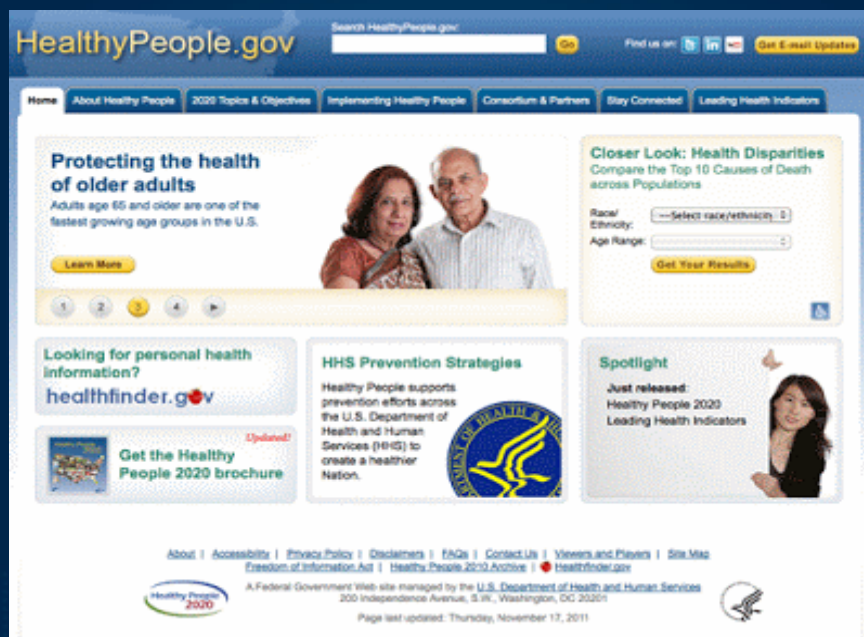 HealthyPeople.gov
Search HealthyPeople.gov:
Go
Find us on:
in
Get E-mail Updates
Home
About Healthy People
2020 Topics & Objectives
Implementing Healthy People
Consortium & Partners
Stay Connected
Leading Health Indicators
Protecting the health
of older adults
Adults age 65 and older are one of the
fastest growing age groups in the U.S.
Learn More
1 2 3 4
Closer Look: Health Disparities
Compare the Top 10 Causes of Death
across Populations
Race/
Ethnicity:
---Select race/ethnicity
Age Range:
Get Your Results
Looking for personal health
information?
healthfinder.gov
Updated!
Get the Healthy
People 2020 brochure
HHS Prevention Strategies
Healthy People supports
prevention efforts across
the U.S. Department of
Health and Human
Services (HHS) to
create a healthier
Nation.
Spotlight
Just released:
Healthy People 2020
Leading Health Indicators
About | Accessibility | Privacy Policy | Disclaimers | FAQs | Contact Us | Viewers and Players | Site Map
Freedom of Information Act | Healthy People 2010 Archive | Healthfinder.gov
Healthy People
2020
A Federal Government Web site managed by the U.S. Department of Health and Human Services
200 Independence Avenue, S.W., Washington, DC 20201
Page last updated: Thursday, November 17, 2011